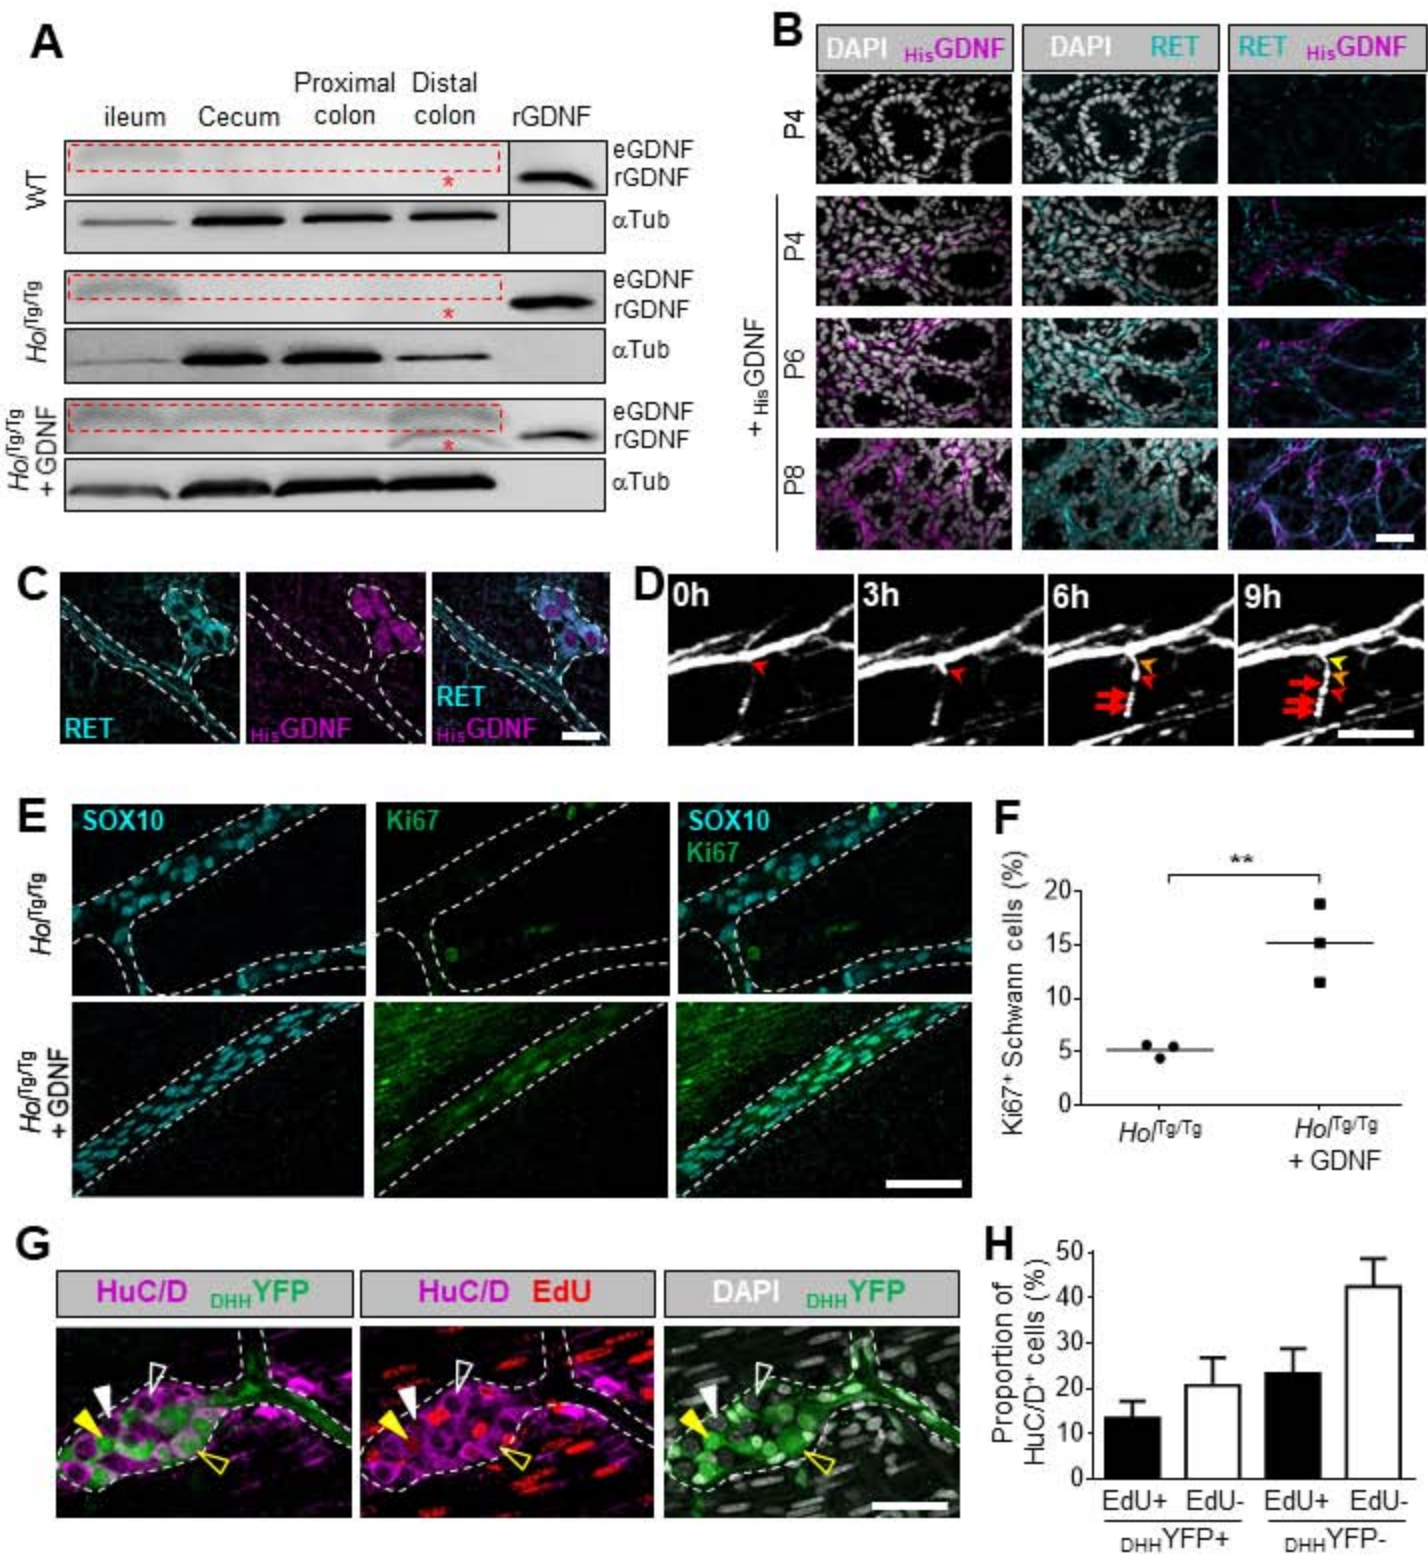 A
ileum Cecum Proximal colon Distal colon rGDNF
WT
eGDNF
rGDNF
*
αTub
Hol^Tg/Tg
eGDNF
rGDNF
*
αTub
Hol^Tg/Tg
+ GDNF
eGDNF
rGDNF
*
αTub
B
DAPI HisGDNF
DAPI RET
RET HisGDNF
P4
+ HisGDNF
P4
P6
P8
C
RET
HisGDNF
RET
HisGDNF
D
0h
3h
6h
9h
E
SOX10
Ki67
SOX10
Ki67
Hol^Tg/Tg
Hol^Tg/Tg
+ GDNF
F
Ki67+ Schwann cells (%)
**
20
15
10
5
0
Hol^Tg/Tg
Hol^Tg/Tg
+ GDNF
G
HuC/D DHHYFP
HuC/D EdU
DAPI DHHYFP
H
Proportion of
HuC/D+ cells (%)
50
40
30
20
10
0
EdU+ EdU- EdU+ EdU-
DHHYFP+ DHHYFP-